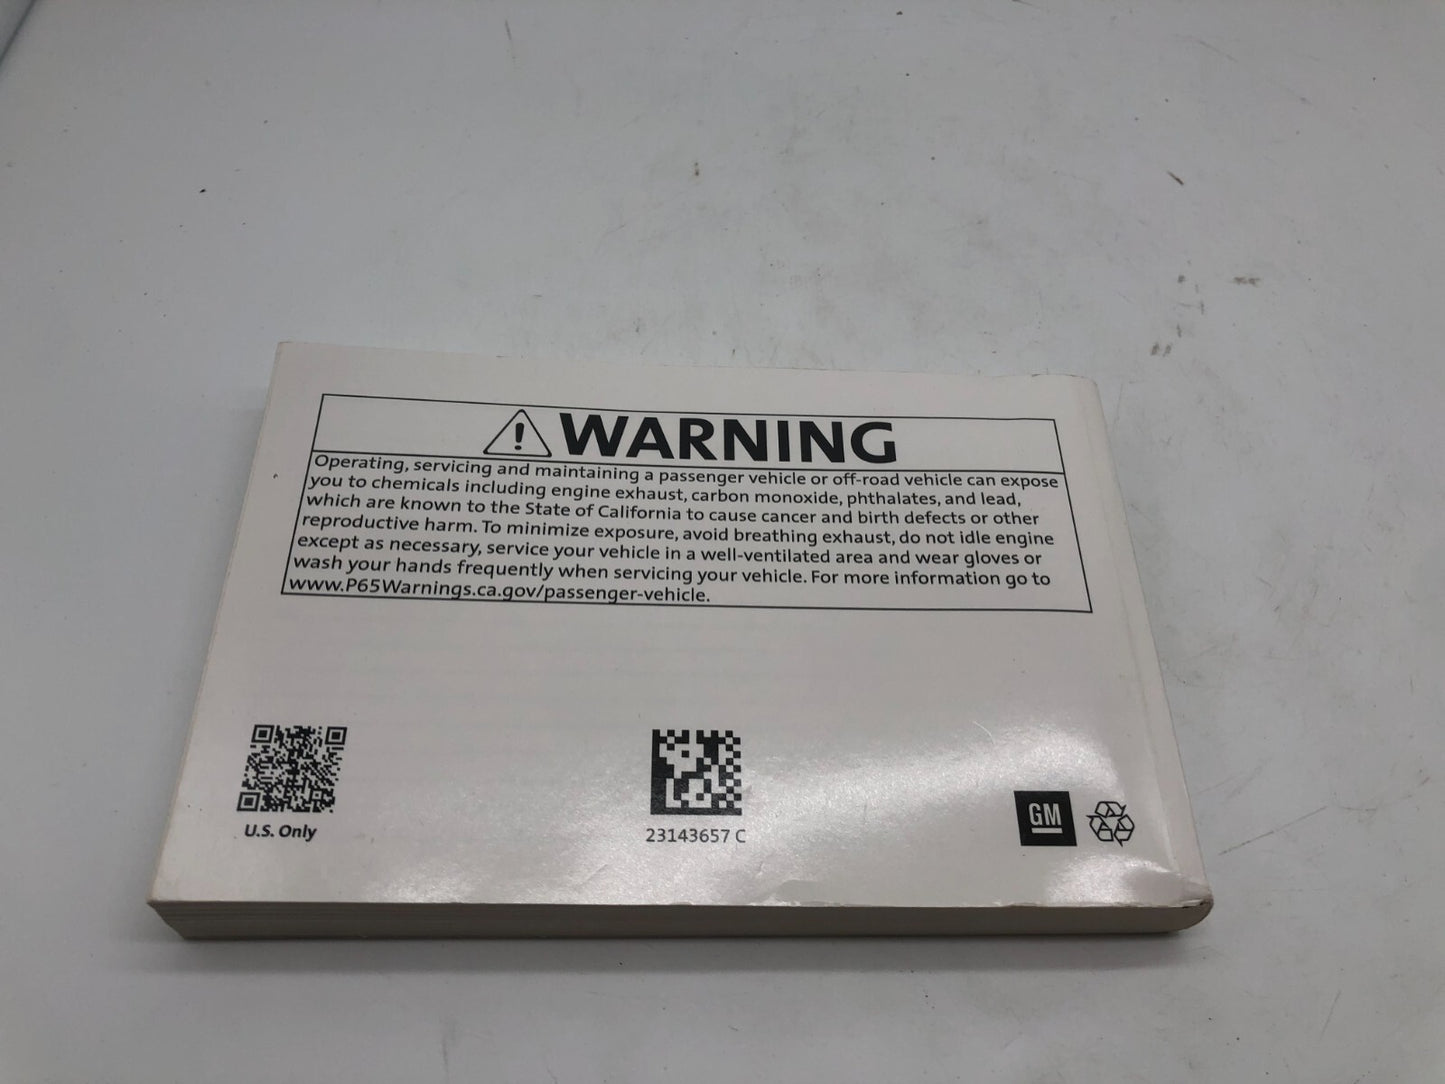 WARNING
Operating, servicing and maintaining a passenger vehicle or off-road vehicle can expose
you to chemicals including engine exhaust, carbon monoxide, phthalates, and lead,
which are known to the State of California to cause cancer and birth defects or other
reproductive harm. To minimize exposure, avoid breathing exhaust, do not idle engine
except as necessary, service your vehicle in a well-ventilated area and wear gloves or
wash your hands frequently when servicing your vehicle. For more information go to
www.P65Warnings.ca.gov/passenger-vehicle.
U.S. Only
23143657 C
GM